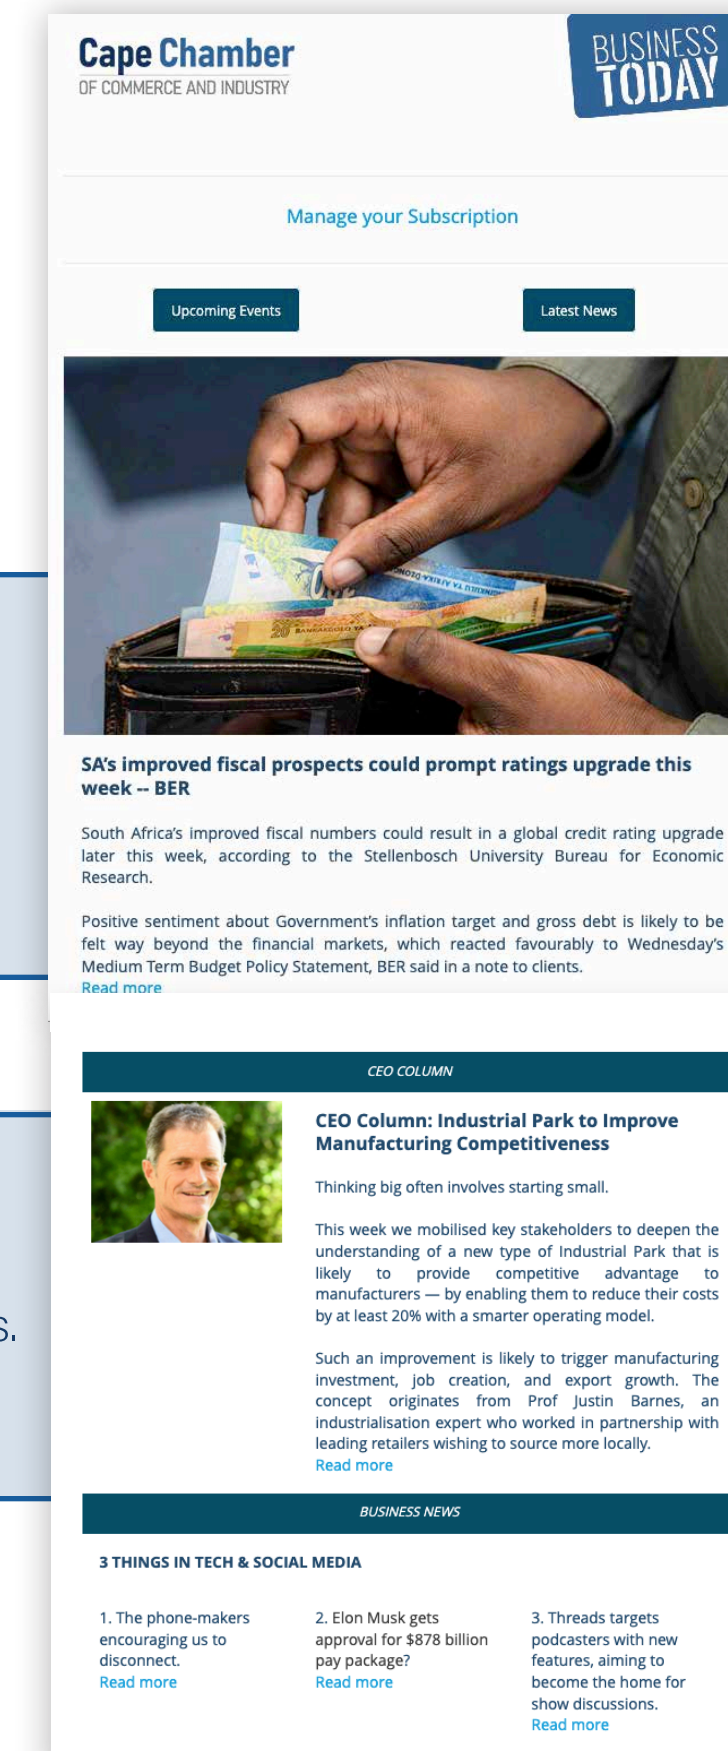 Cape Chamber
OF COMMERCE AND INDUSTRY
BUSINESS
TODAY
Manage your Subscription
Upcoming Events
Latest News
20
SA's improved fiscal prospects could prompt ratings upgrade this
week -- BER
South Africa's improved fiscal numbers could result in a global credit rating upgrade
later this week, according to the Stellenbosch University Bureau for Economic
Research.
Positive sentiment about Government's inflation target and gross debt is likely to be
felt way beyond the financial markets, which reacted favourably to Wednesday's
Medium Term Budget Policy Statement, BER said in a note to clients.
Read more
CEO COLUMN
CEO Column: Industrial Park to Improve
Manufacturing Competitiveness
Thinking big often involves starting small.
This week we mobilised key stakeholders to deepen the
understanding of a new type of Industrial Park that is
likely to provide competitive advantage to
manufacturers — by enabling them to reduce their costs
by at least 20% with a smarter operating model.
s.
Such an improvement is likely to trigger manufacturing
investment, job creation, and export growth. The
concept originates from Prof Justin Barnes, an
industrialisation expert who worked in partnership with
leading retailers wishing to source more locally.
Read more
BUSINESS NEWS
3 THINGS IN TECH & SOCIAL MEDIA
1. The phone-makers
encouraging us to
disconnect.
Read more
2. Elon Musk gets
approval for $878 billion
pay package?
Read more
3. Threads targets
podcasters with new
features, aiming to
become the home for
show discussions.
Read more